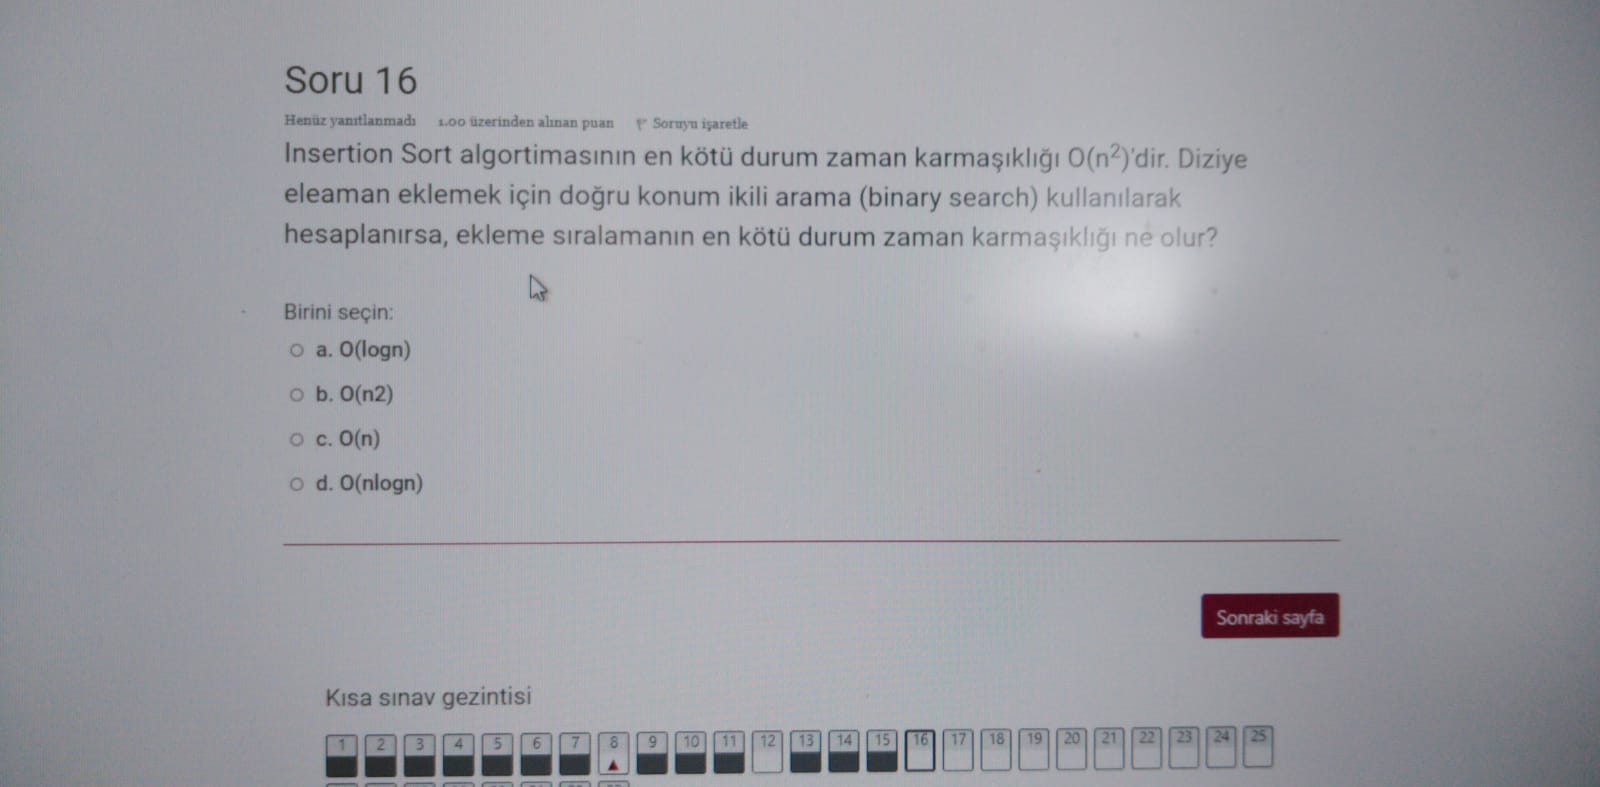 Soru 16
Henüz yanıtlanmadı 1.00 üzerinden alınan puan Soruyu işaretle
Insertion Sort algortimasının en kötü durum zaman karmaşıklığı O(n²)'dir. Diziye
eleaman eklemek için doğru konum ikili arama (binary search) kullanılarak
hesaplanırsa, ekleme sıralamanın en kötü durum zaman karmaşıklığı ne olur?
Birini seçin:
a. O(logn)
b. O(n2)
c. O(n)
d. O(nlogn)
Sonraki sayfa
Kısa sınav gezintisi
1 2 3 4 5 6 7 8 9 10 11 12 13 14 15 16 17 18 19 20 21 22 23 24 25